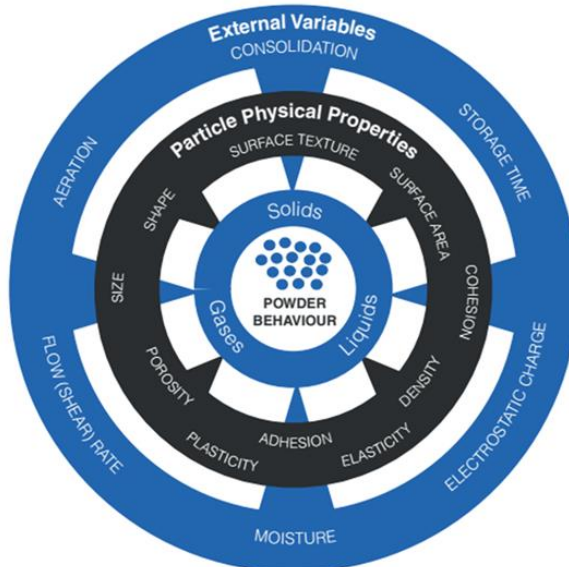 External Variables
CONSOLIDATION
STORAGE TIME
ELECTROSTATIC CHARGE
MOISTURE
FLOW (SHEAR) RATE
AERATION
Particle Physical Properties
SURFACE TEXTURE
SURFACE AREA
COHESION
DENSITY
ELASTICITY
ADHESION
PLASTICITY
POROSITY
SIZE
SHAPE
Solids
Liquids
Gases
POWDER
BEHAVIOUR